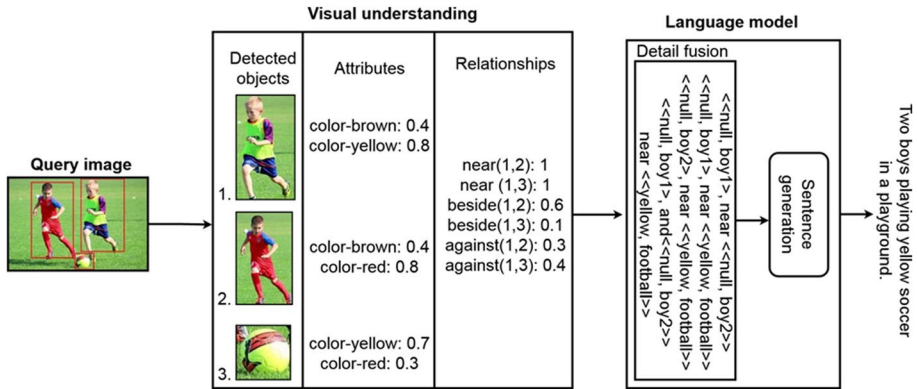 Visual understanding
Language model
Query image
Detected
objects
1.
2.
3.
Attributes
color-brown: 0.4
color-yellow: 0.8
color-brown: 0.4
color-red: 0.8
color-yellow: 0.7
color-red: 0.3
Relationships
near(1,2): 1
near (1,3): 1
beside(1,2): 0.6
beside(1,3): 0.1
against(1,2): 0.3
against(1,3): 0.4
Detail fusion
<<null, boy1>, near <<null, boy2>>
<<null, boy1>, near <<yellow, football>>
<<null, boy2>, near <<yellow, football>>
<<null, boy1>, and<<null, boy2>>
near <<yellow, football>>
Sentence
generation
Two boys playing yellow soccer
in a playground.